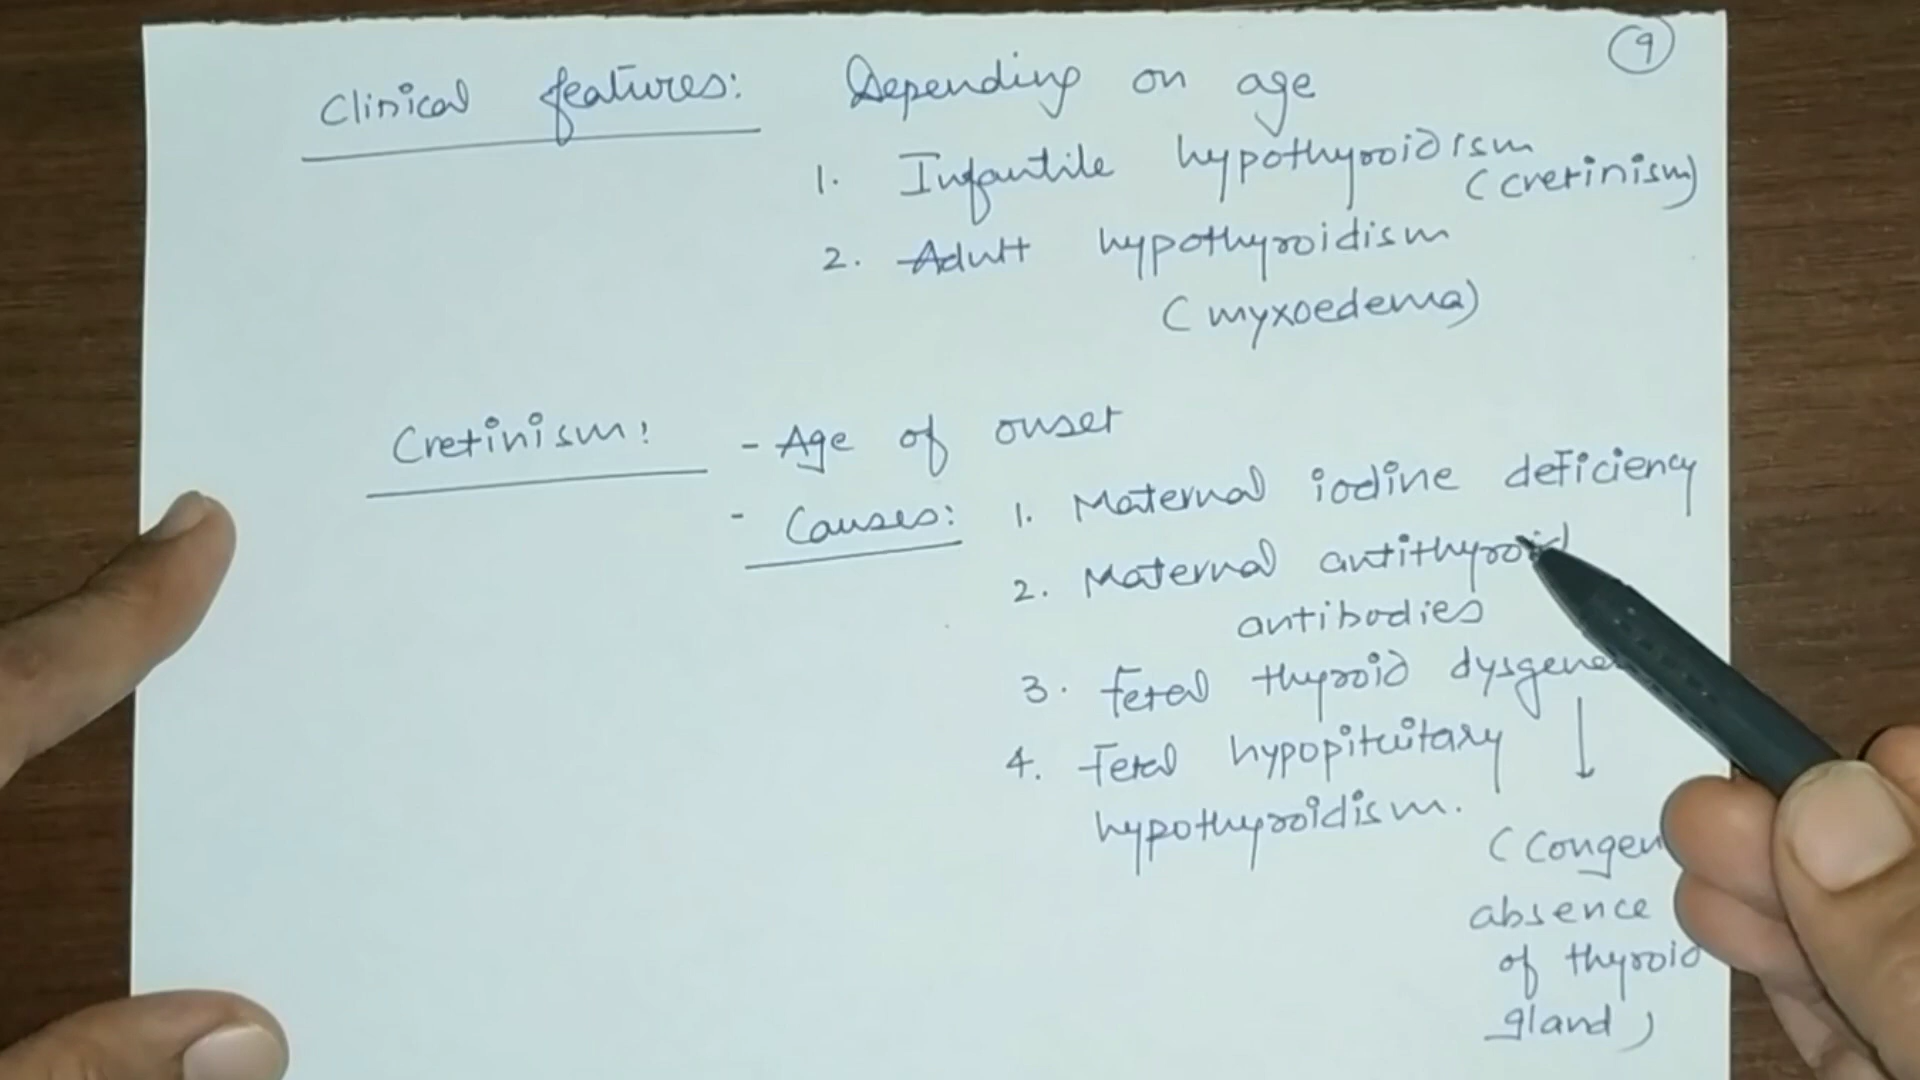 9
Clinical features: Depending on age
1. Infantile hypothyroidism
(cretinism)
2. Adult hypothyroidism
(myxoedema)
Cretinism: - Age of onset
- Causes: 1. Maternal iodine deficiency
2. Maternal antithyroid
antibodies
3. Fetal thyroid
4. Fetal hypopituitary
hypothyroidism.
(
absence
of thyroid
gland)